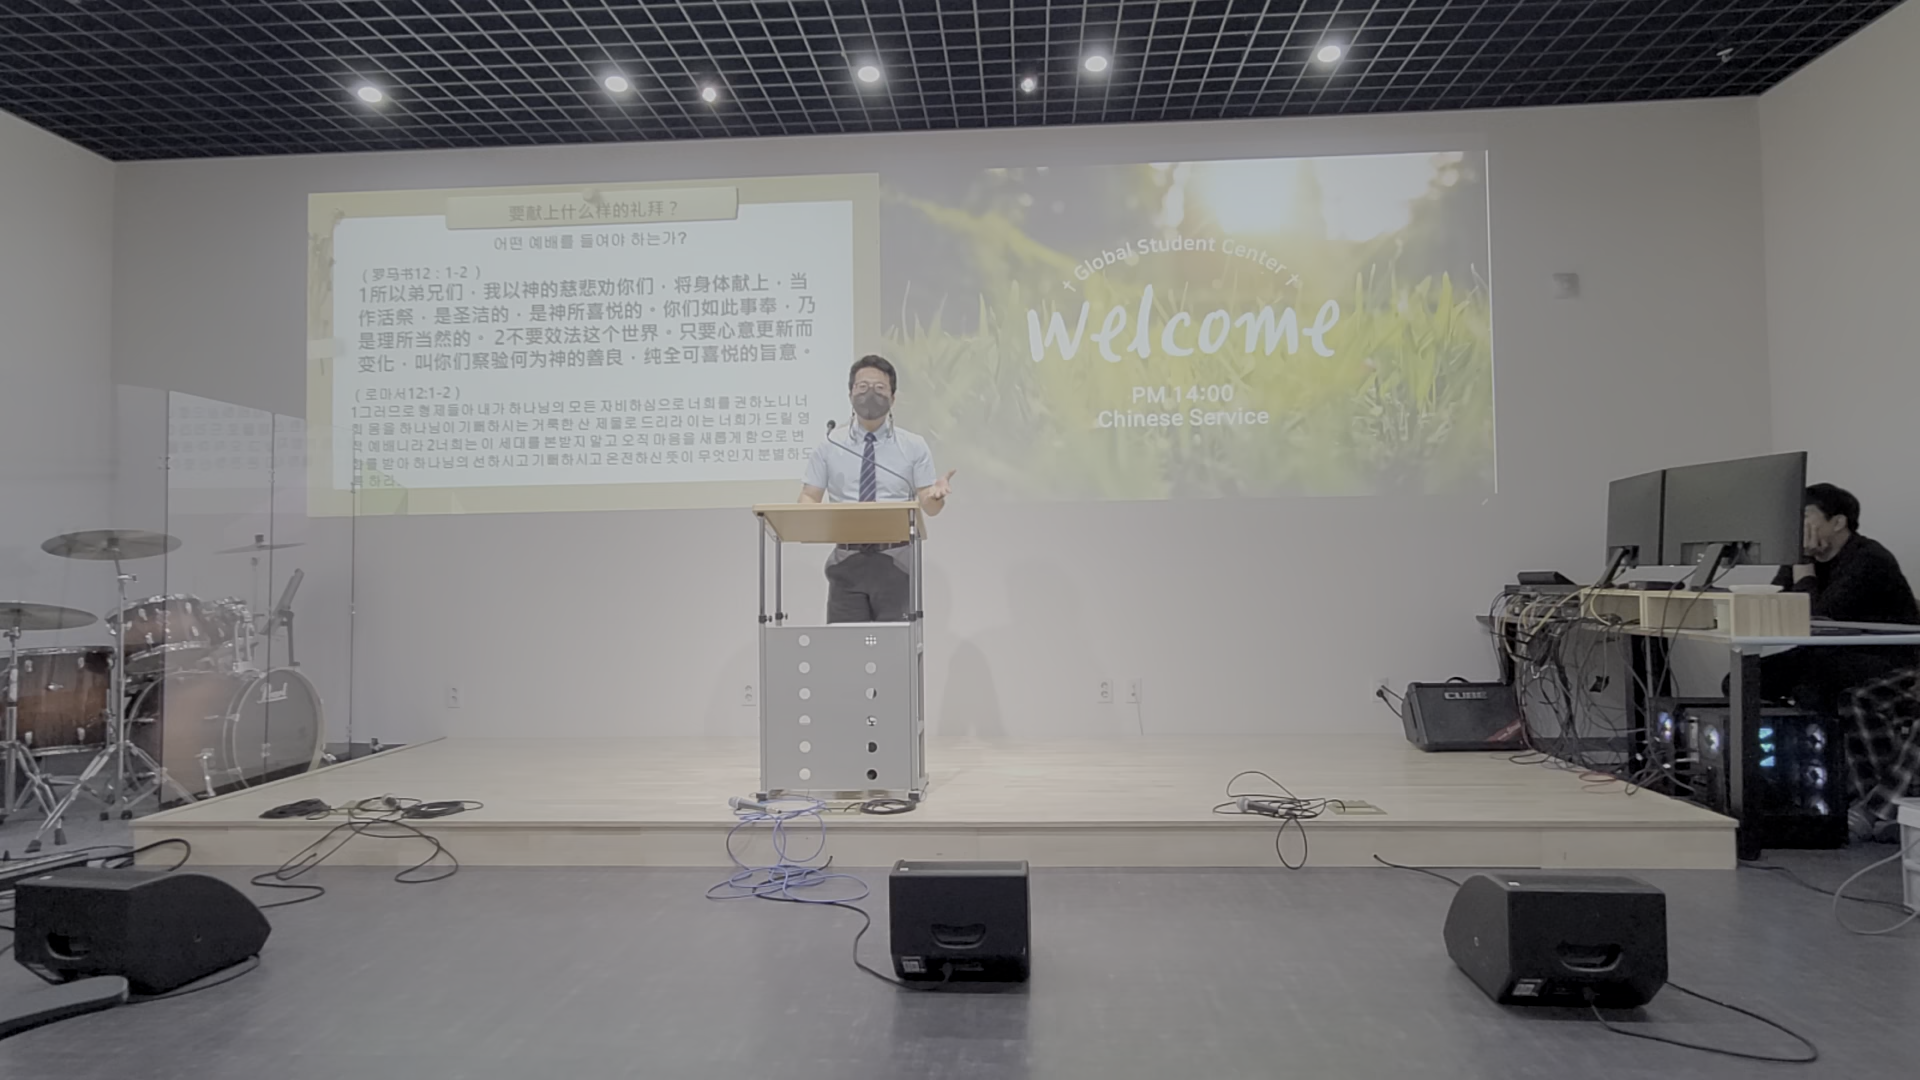 要献上什么样的礼拜？
어떤 예배를 들여야 하는가?
（罗马书12：1-2 ）
1所以弟兄们，我以神的慈悲劝你们，将身体献上，当
作活祭，是圣洁的，是神所喜悦的。你们如此事奉，乃
是理所当然的。 2不要效法这个世界。只要心意更新而
变化，叫你们察验何为神的善良，纯全可喜悦的旨意。
( 로마서12:1-2 )
1그러므로 형제들아 내가 하나님의 모든 자비하심으로 너희를 권하노니 너
희 몸을 하나님이 기뻐하시는 거룩한 산 제물로 드리라 이는 너희가 드릴 영
적 예배니라 2너희는 이 세대를 본받지 말고 오직 마음을 새롭게 함으로 변
화를 받아 하나님의 선하시고 기뻐하시고 온전하신 뜻이 무엇인지 분별하도
록 하라.
Global Student Center
Welcome
PM 14:00
Chinese Service
Pearl
CUBE